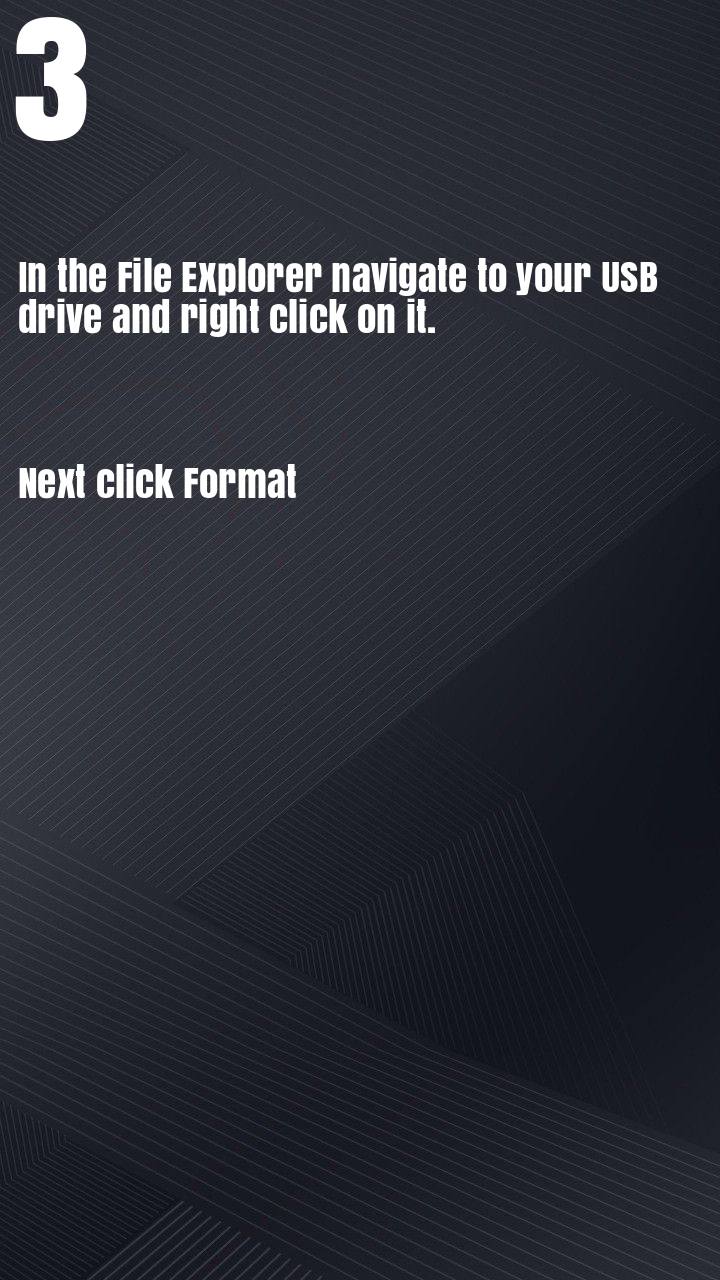 3
In the File Explorer navigate to your USB
drive and right click on it.
Next click Format